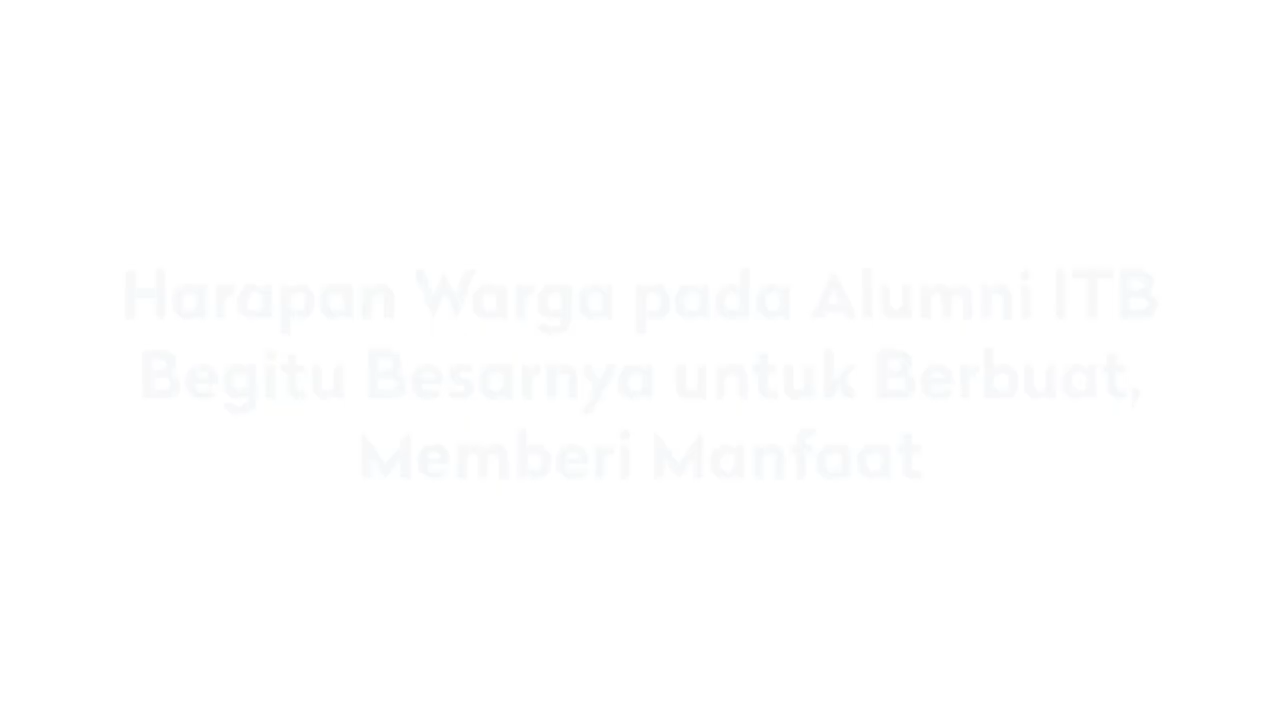 Harapan Warga pada Alumni ITB
Begitu Besarnya untuk Berbuat,
Memberi Manfaat